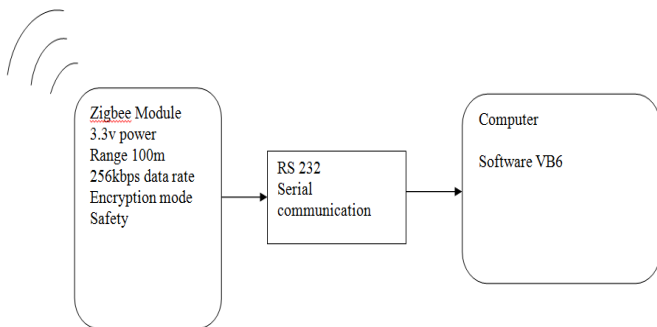 Zigbee Module
3.3v power
Range 100m
256kbps data rate
Encryption mode
Safety
RS 232
Serial
communication
Computer
Software VB6